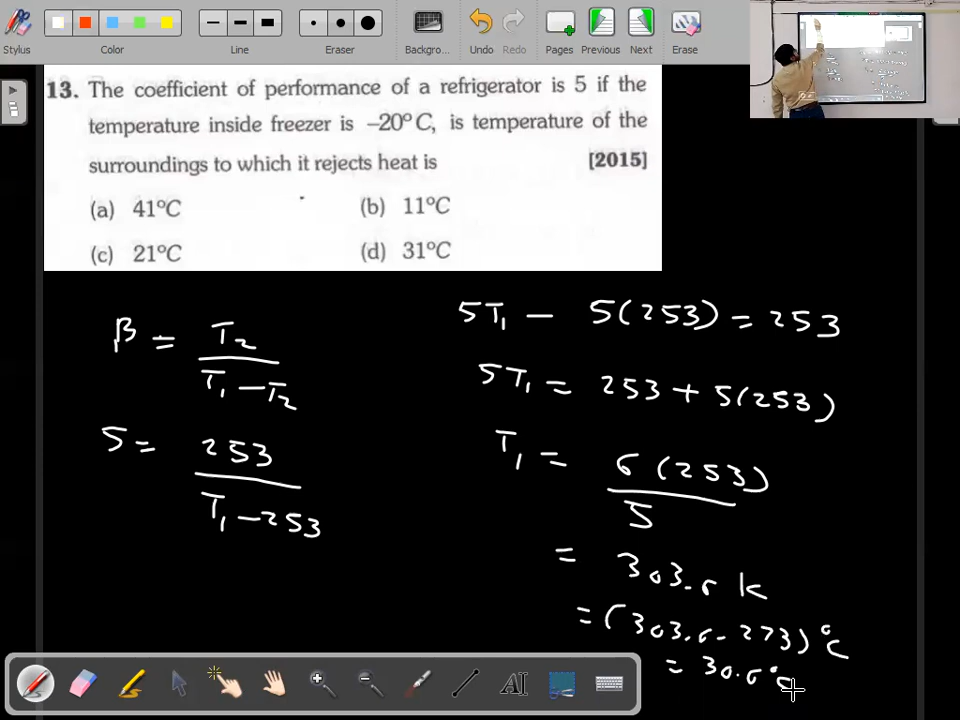 Stylus
Color
Line
Eraser
Backgro...
Undo
Redo
Pages
Previous
Next
Erase
13. The coefficient of performance of a refrigerator is 5 if the
temperature inside freezer is –20°C, is temperature of the
surroundings to which it rejects heat is [2015]
(a) 41°C (b) 11°C
(c) 21°C (d) 31°C
β = T₂ / (T₁ – T₂)
5 = 253 / (T₁ – 253)
5T₁ – 5(253) = 253
5T₁ = 253 + 5(253)
T₁ = 6(253) / 5
= 303.6 k
= (303.6 - 273)°C
= 30.6°C
AI